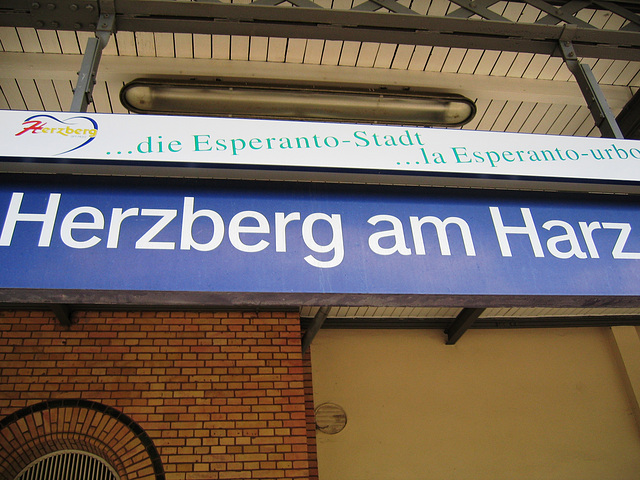 Herzberg
...die Esperanto-Stadt
...la Esperanto-urbo
Herzberg am Harz